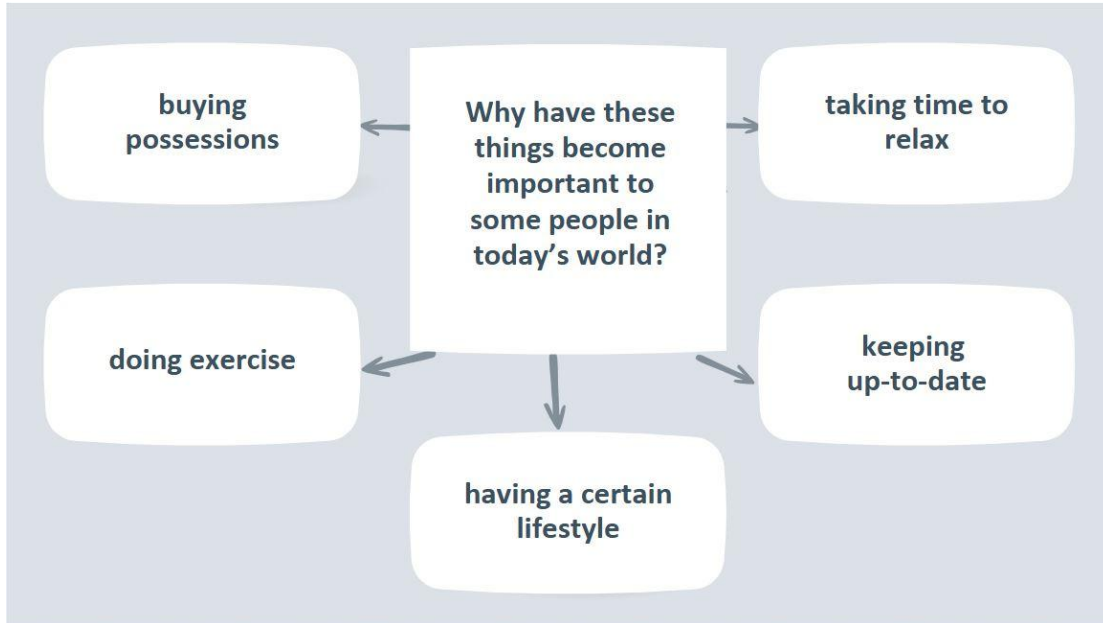 buying
possessions
Why have these
things become
important to
some people in
today's world?
taking time to
relax
doing exercise
keeping
up-to-date
having a certain
lifestyle